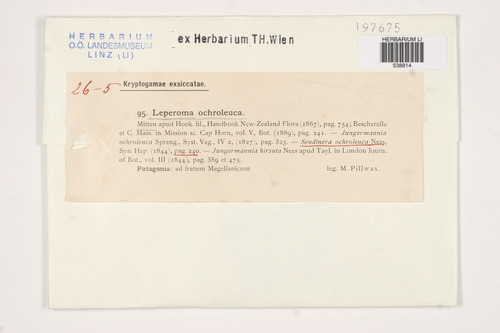 HERBARIUM
O.Ö. LANDESMUSEUM
LINZ (LI)
ex Herbarium TH.Wien
197675
HERBARIUM LI
538814
26-5
Kryptogamae exsiccatae.
95. Leperoma ochroleuca.
Mitten apud Hook. fil., Handbook New-Zealand Flora (1867), pag. 754; Bescherelle
et C. Mass. in Mission sc. Cap Horn, vol. V, Bot. (1889), pag. 241. — Jungermannia
ochroleuca Spreng., Syst. Veg., IV 2, (1827), pag. 325. — Sendtnera ochroleuca Nees,
Syn. Hep. (1844), pag. 240. — Jungermannia hirsuta Nees apud Tayl. in London Journ.
of Bot., vol. III (1844), pag. 389 et 475.
Patagonia: ad fretum Magellanicum leg. M. Pillwax.